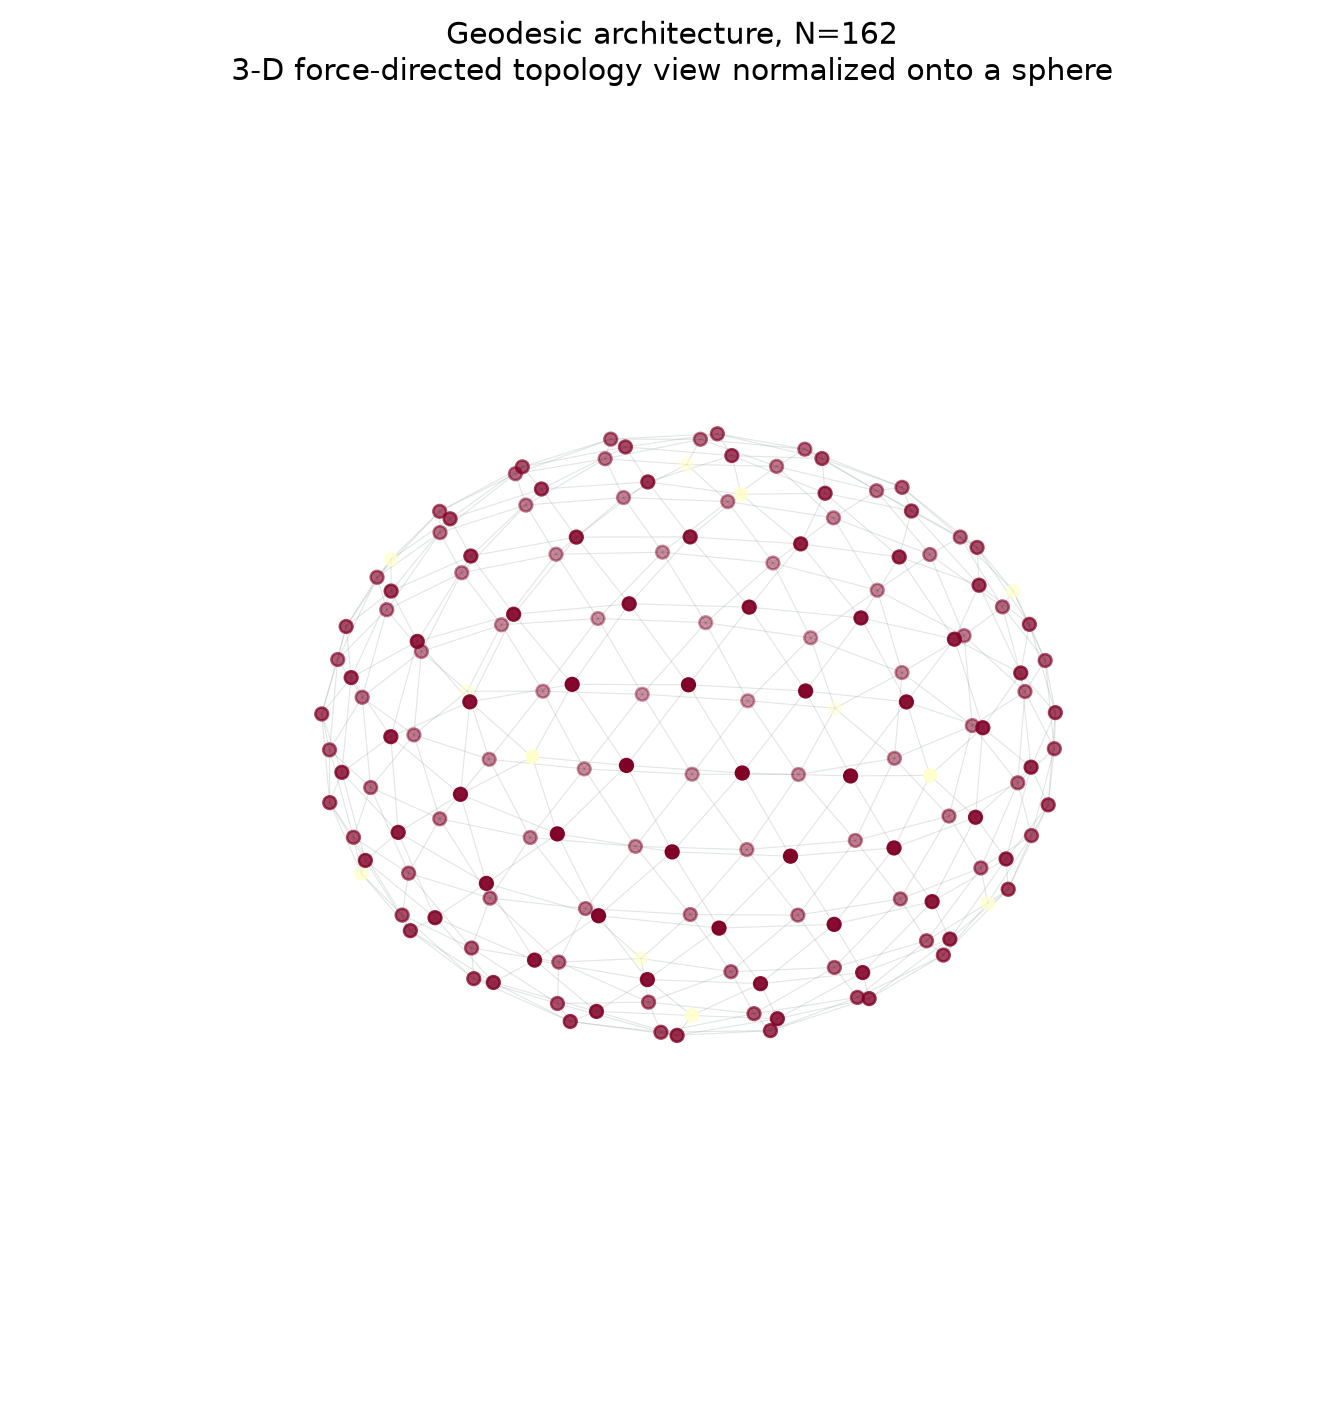 Geodesic architecture, N=162
3-D force-directed topology view normalized onto a sphere